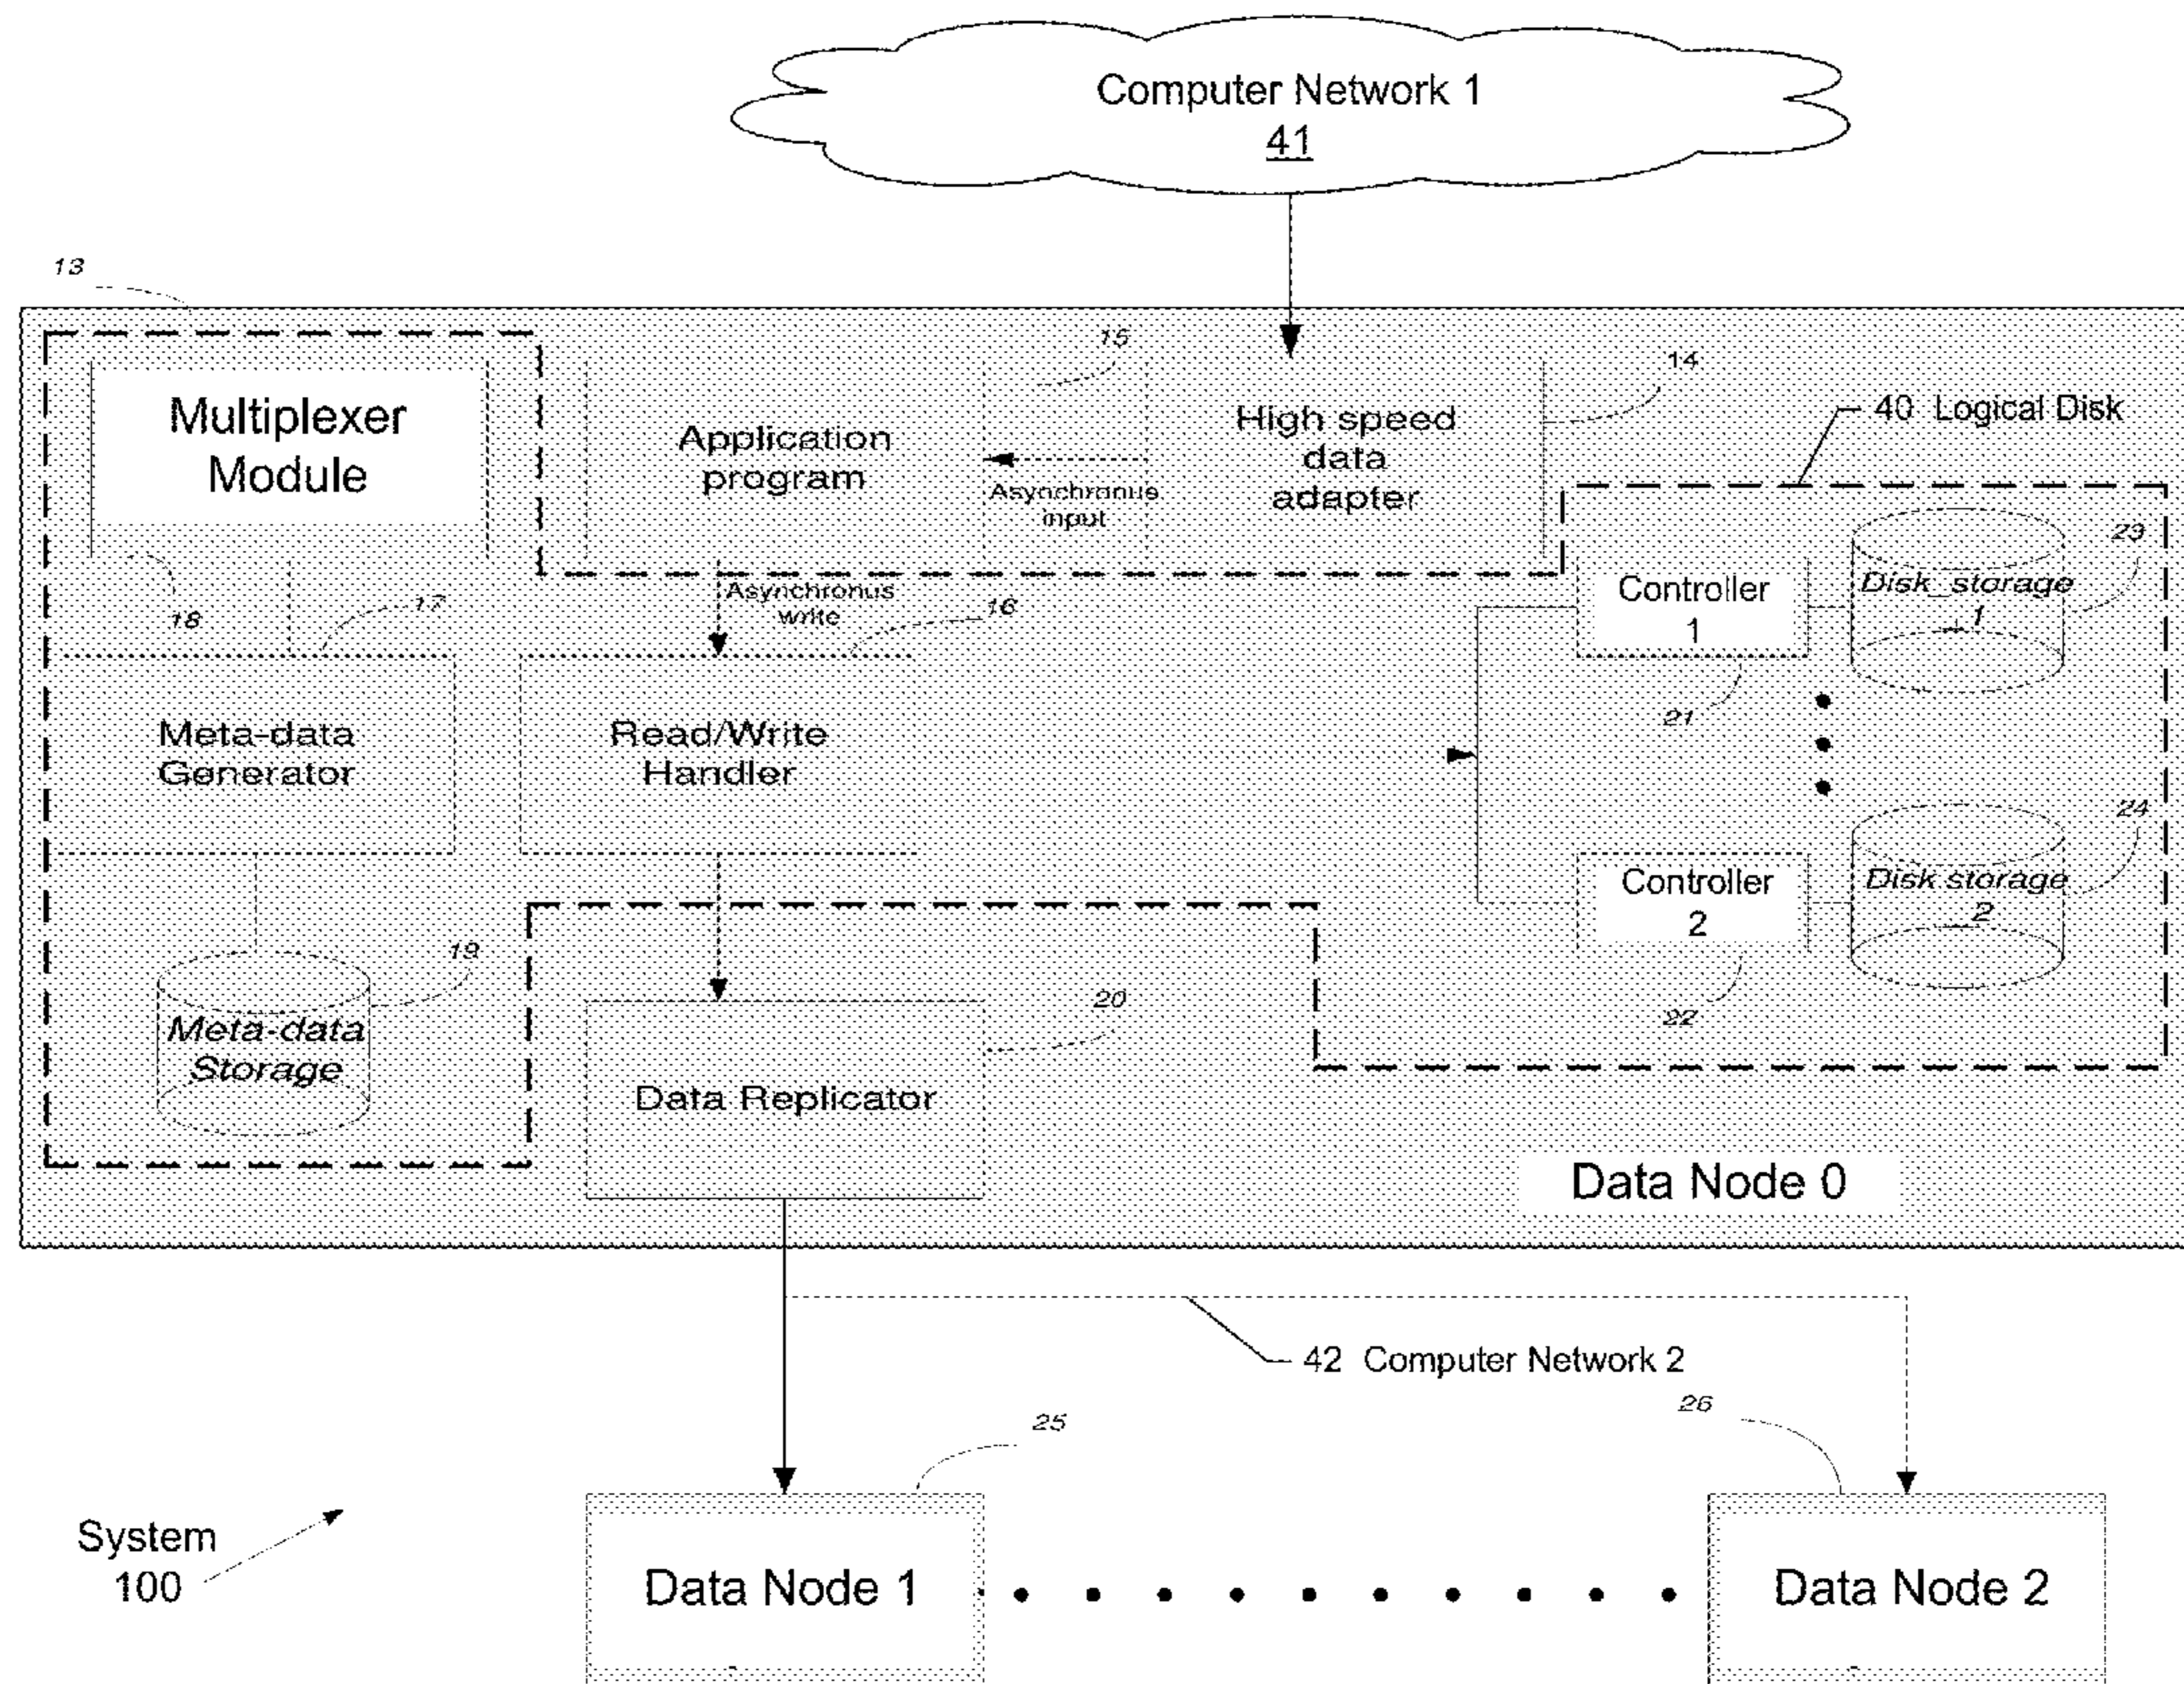 Computer Network 1
41
13
15
14
Multiplexer
Module
Application
program
High speed
data
adapter
Asynchronus
input
40 Logical Disk
23
Controller
1
Disk storage
1
18
17
Asynchronus
write
16
21
Meta-data
Generator
Read/Write
Handler
24
Controller
2
Disk storage
2
19
20
22
Meta-data
Storage
Data Replicator
Data Node 0
42 Computer Network 2
25
26
System
100
Data Node 1
Data Node 2